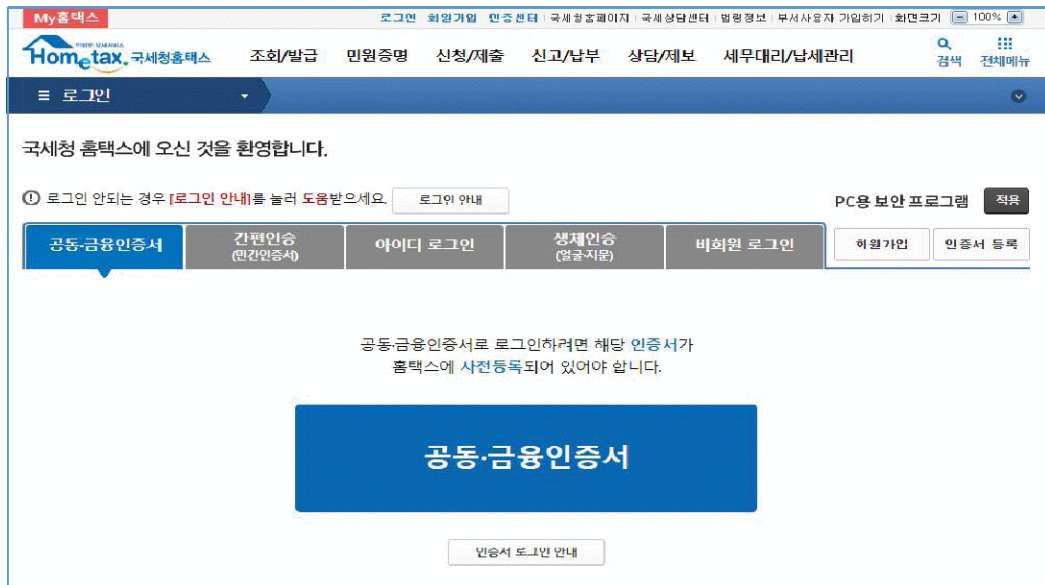 My홈택스
로그인 회원가입 인증센터 국세청홈페이지 국세상담센터 법령정보 부서사용자 가입하기 화면크기 100%
Hometax. 국세청홈택스
조회/발급 민원증명 신청/제출 신고/납부 상담/제보 세무대리/납세관리
검색 전체메뉴
로그인
국세청 홈택스에 오신 것을 환영합니다.
로그인 안되는 경우 [로그인 안내]를 눌러 도움받으세요. 로그인 안내
PC용 보안 프로그램 적용
공동·금융인증서
간편인증
(민간인증서)
아이디 로그인
생체인증
(얼굴·지문)
비회원 로그인
회원가입 인증서 등록
공동·금융인증서로 로그인하려면 해당 인증서가
홈택스에 사전등록되어 있어야 합니다.
공동·금융인증서
인증서 로그인 안내